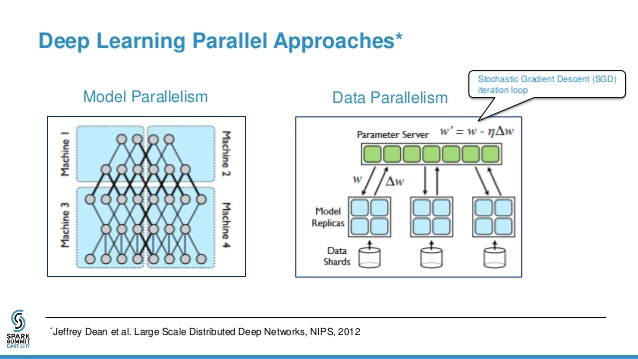 Deep Learning Parallel Approaches*
Stochastic Gradient Descent (SGD)
iteration loop
Model Parallelism
Data Parallelism
Machine 1
Machine 2
Machine 3
Machine 4
Parameter Server
w' = w - ηΔw
w
Δw
Model
Replicas
Data
Shards
SPARK
SUMMIT
EAST 2017
*Jeffrey Dean et al. Large Scale Distributed Deep Networks, NIPS, 2012